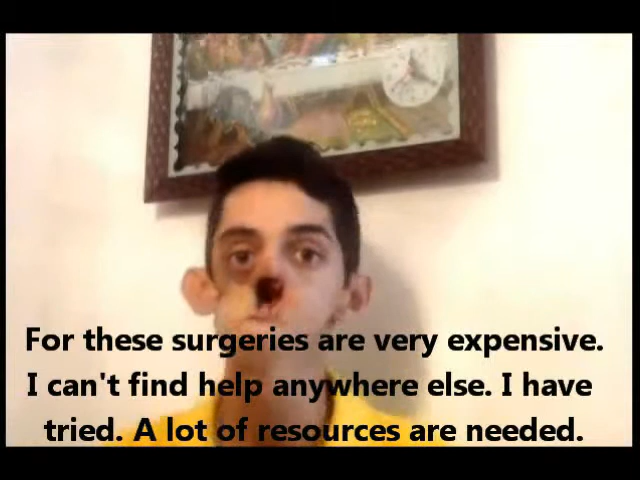 For these surgeries are very expensive.
I can't find help anywhere else. I have
tried. A lot of resources are needed.